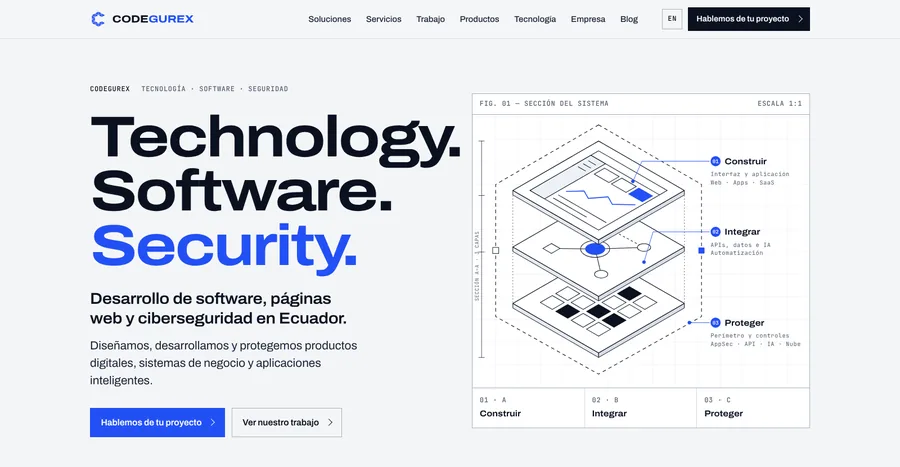 CODEGUREX
Soluciones Servicios Trabajo Productos Tecnología Empresa Blog
EN
Hablemos de tu proyecto
CODEGUREX TECNOLOGÍA · SOFTWARE · SEGURIDAD
Technology.
Software.
Security.
Desarrollo de software, páginas
web y ciberseguridad en Ecuador.
Diseñamos, desarrollamos y protegemos productos
digitales, sistemas de negocio y aplicaciones
inteligentes.
Hablemos de tu proyecto
Ver nuestro trabajo
FIG. 01 — SECCIÓN DEL SISTEMA
ESCALA 1:1
01 Construir
Interfaz y aplicación
Web · Apps · SaaS
02 Integrar
APIs, datos e IA
Automatización
03 Proteger
Perímetro y controles
AppSec · API · IA · Nube
01 · A
Construir
02 · B
Integrar
03 · C
Proteger